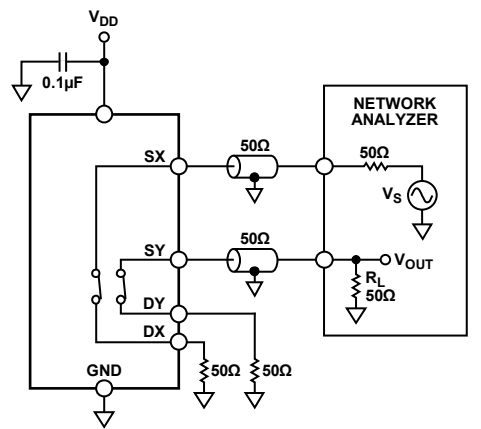 VDD
0.1µF
NETWORK
ANALYZER
SX
50Ω
50Ω
VS
SY
50Ω
VOUT
RL
50Ω
DY
DX
GND
50Ω
50Ω